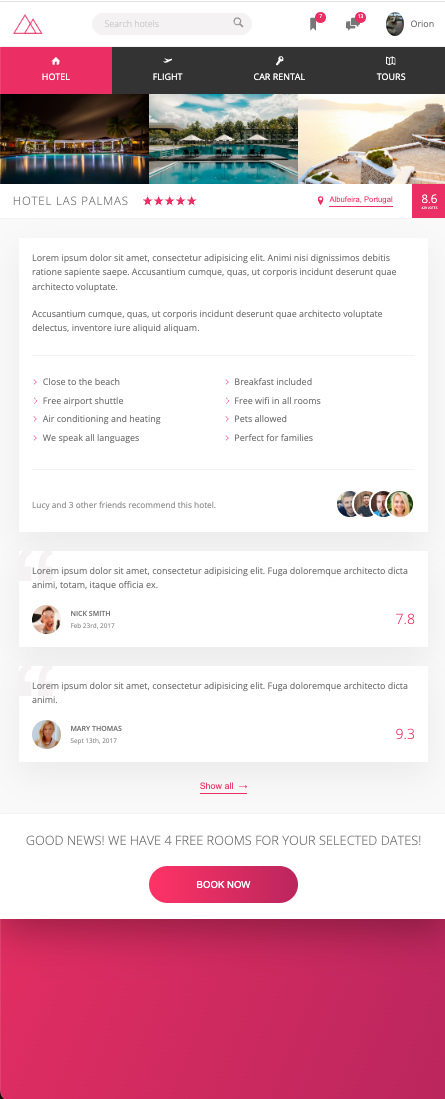 Search hotels
7
13
Orion
HOTEL
FLIGHT
CAR RENTAL
TOURS
HOTEL LAS PALMAS
Albufeira, Portugal
8.6
Lorem ipsum dolor sit amet, consectetur adipisicing elit. Animi nisi dignissimos debitis
ratione sapiente saepe. Accusantium cumque, quas, ut corporis incidunt deserunt quae
architecto voluptate.
Accusantium cumque, quas, ut corporis incidunt deserunt quae architecto voluptate
delectus, inventore iure aliquid aliquam.
Close to the beach
Breakfast included
Free airport shuttle
Free wifi in all rooms
Air conditioning and heating
Pets allowed
We speak all languages
Perfect for families
Lucy and 3 other friends recommend this hotel.
Lorem ipsum dolor sit amet, consectetur adipisicing elit. Fuga doloremque architecto dicta
animi, totam, itaque officia ex.
NICK SMITH
Feb 23rd, 2017
7.8
Lorem ipsum dolor sit amet, consectetur adipisicing elit. Fuga doloremque architecto dicta
animi.
MARY THOMAS
Sept 13th, 2017
9.3
Show all →
GOOD NEWS! WE HAVE 4 FREE ROOMS FOR YOUR SELECTED DATES!
BOOK NOW